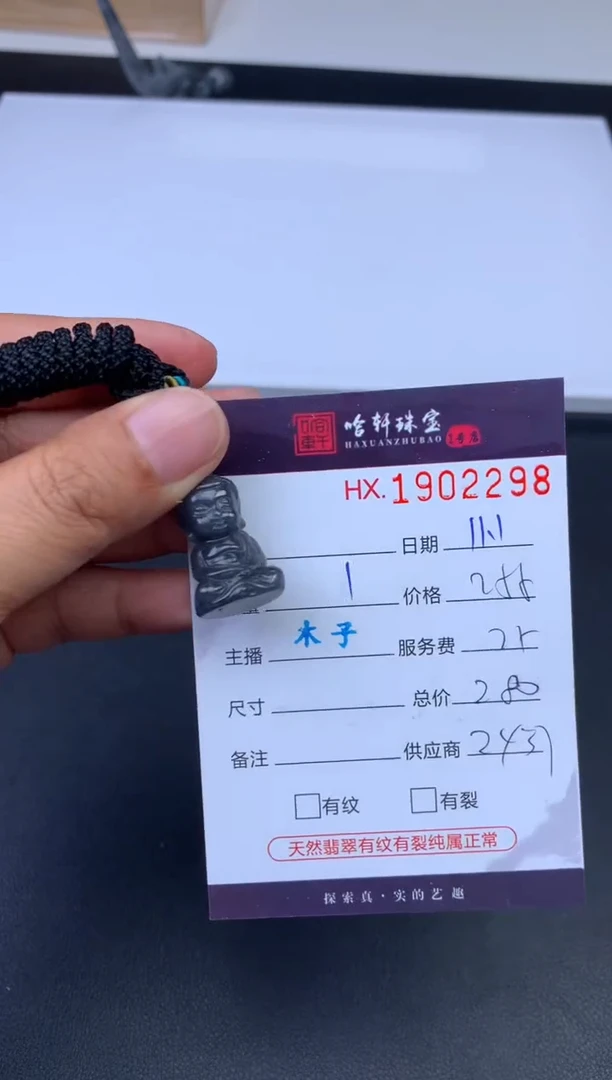 哈轩珠宝
HAXUANZHUBAO 1号店
HX. 1902298
日期 11.1
1 价格 255
主播 木子 服务费 25
尺寸 总价 280
备注 供应商 2437
有纹 有裂
天然翡翠有纹有裂纯属正常
探索真·实的艺趣